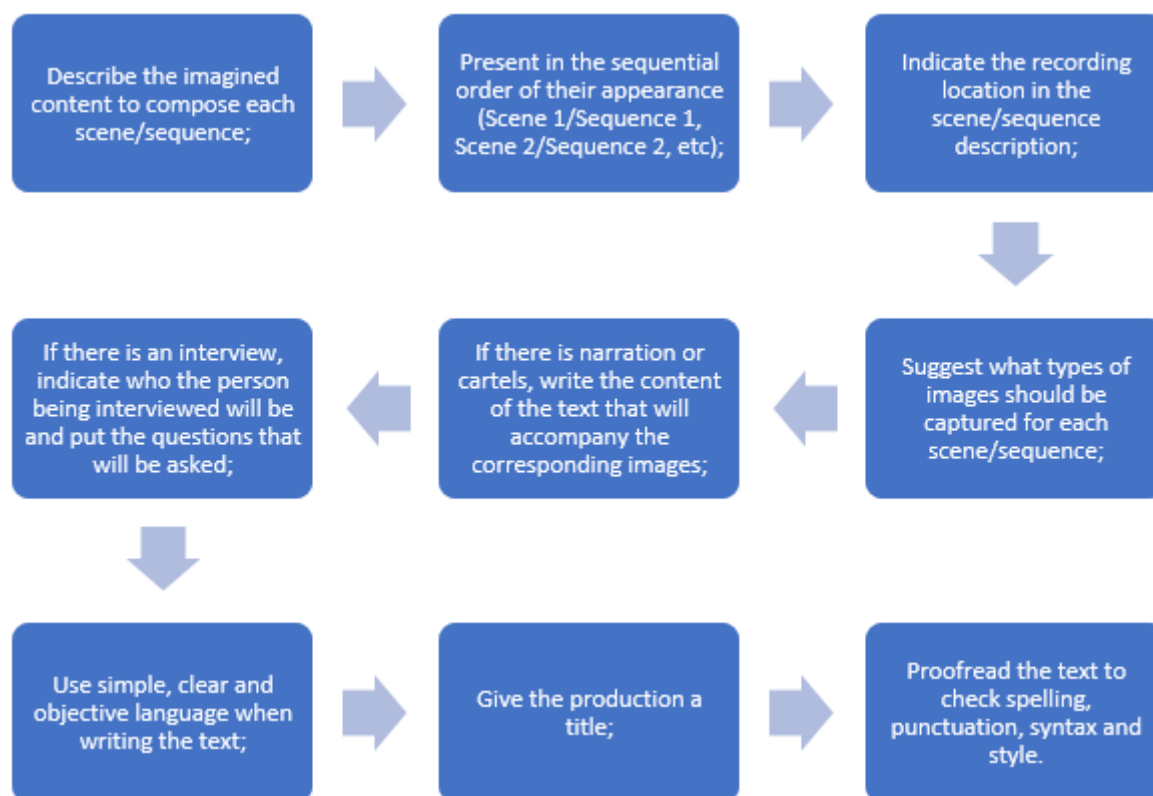 Describe the imagined
content to compose each
scene/sequence;
Present in the sequential
order of their appearance
(Scene 1/Sequence 1,
Scene 2/Sequence 2, etc);
Indicate the recording
location in the
scene/sequence
description;
Suggest what types of
images should be
captured for each
scene/sequence;
If there is narration or
cartels, write the content
of the text that will
accompany the
corresponding images;
If there is an interview,
indicate who the person
being interviewed will be
and put the questions that
will be asked;
Use simple, clear and
objective language when
writing the text;
Give the production a
title;
Proofread the text to
check spelling,
punctuation, syntax and
style.